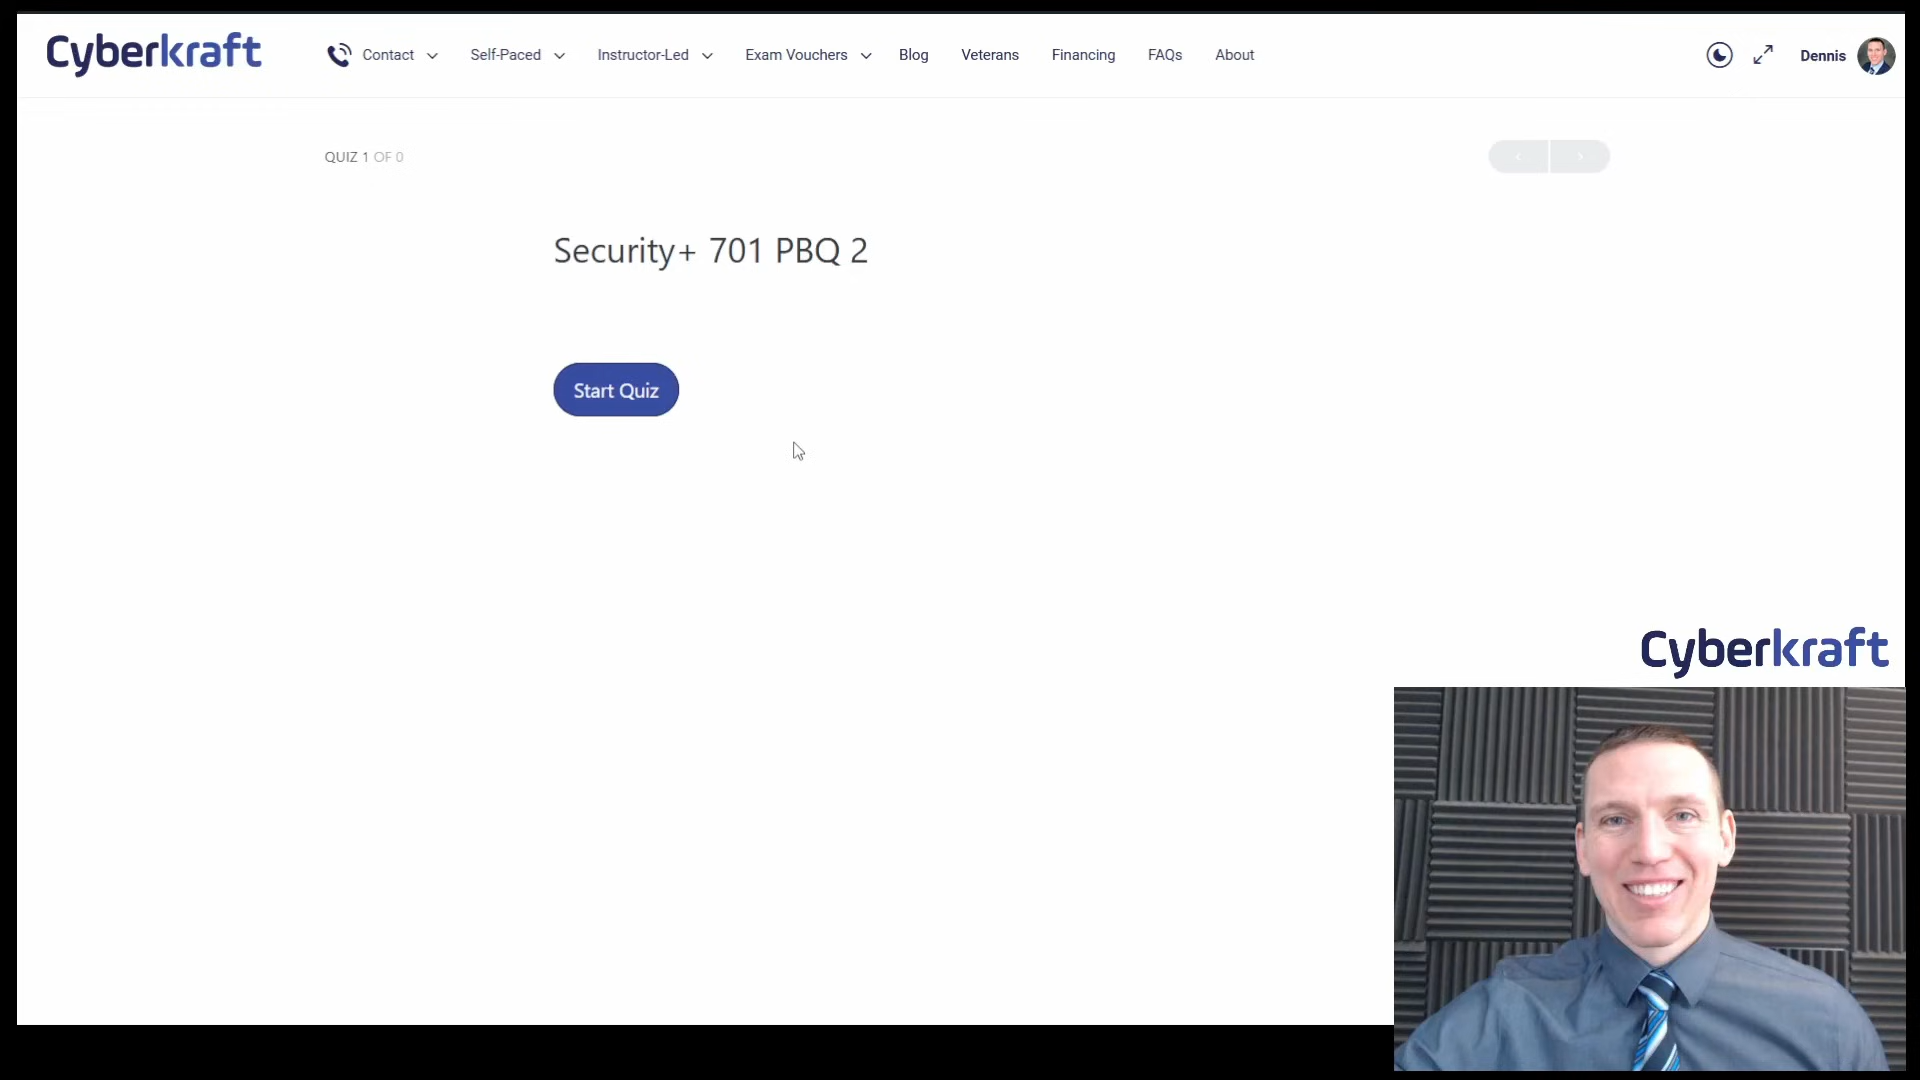 Cyberkraft
Contact
Self-Paced
Instructor-Led
Exam Vouchers
Blog
Veterans
Financing
FAQs
About
Dennis
QUIZ 1 OF 0
Security+ 701 PBQ 2
Start Quiz
Cyberkraft